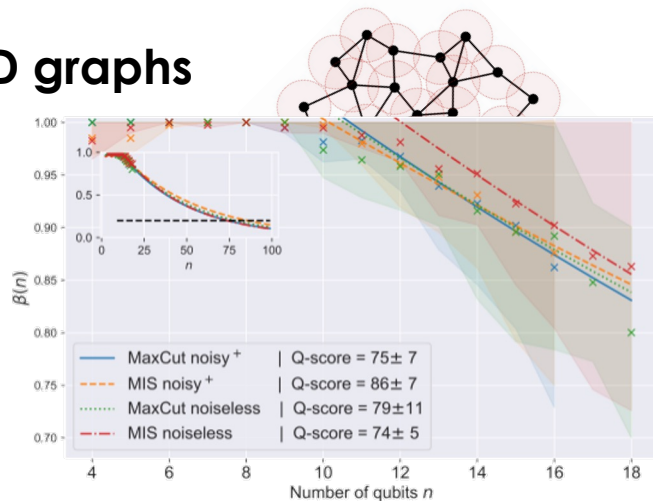 D graphs
1.00
0.95
0.90
0.85
0.80
0.75
0.70
β(n)
1.0
0.5
0.0
0 25 50 75 100
n
MaxCut noisy⁺ | Q-score = 75± 7
MIS noisy⁺ | Q-score = 86± 7
MaxCut noiseless | Q-score = 79±11
MIS noiseless | Q-score = 74± 5
4 6 8 10 12 14 16 18
Number of qubits n